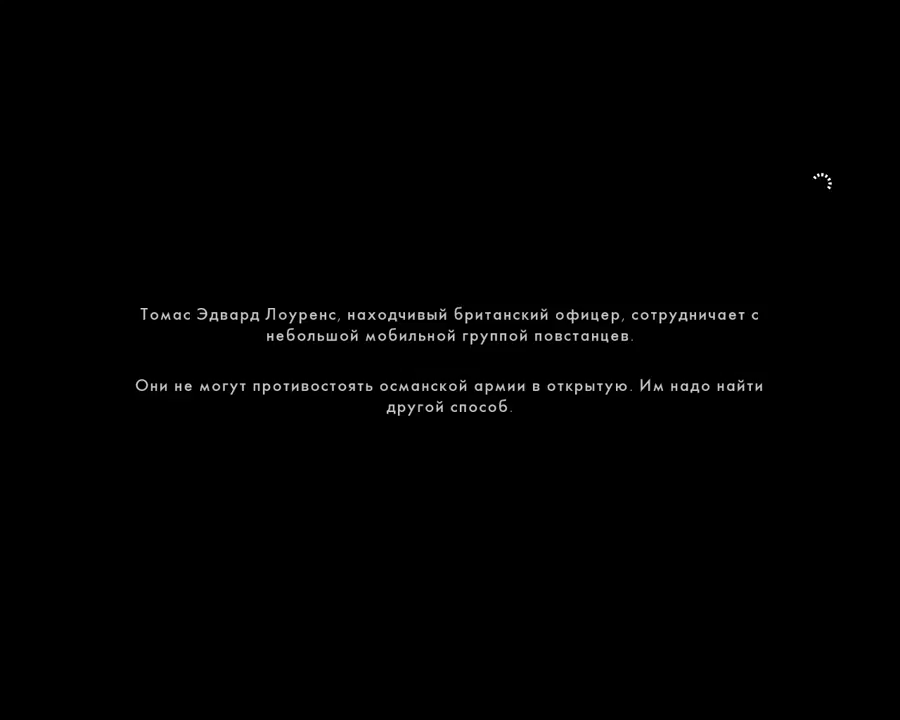 Томас Эдвард Лоуренс, находчивый британский офицер, сотрудничает с
небольшой мобильной группой повстанцев.
Они не могут противостоять османской армии в открытую. Им надо найти
другой способ.